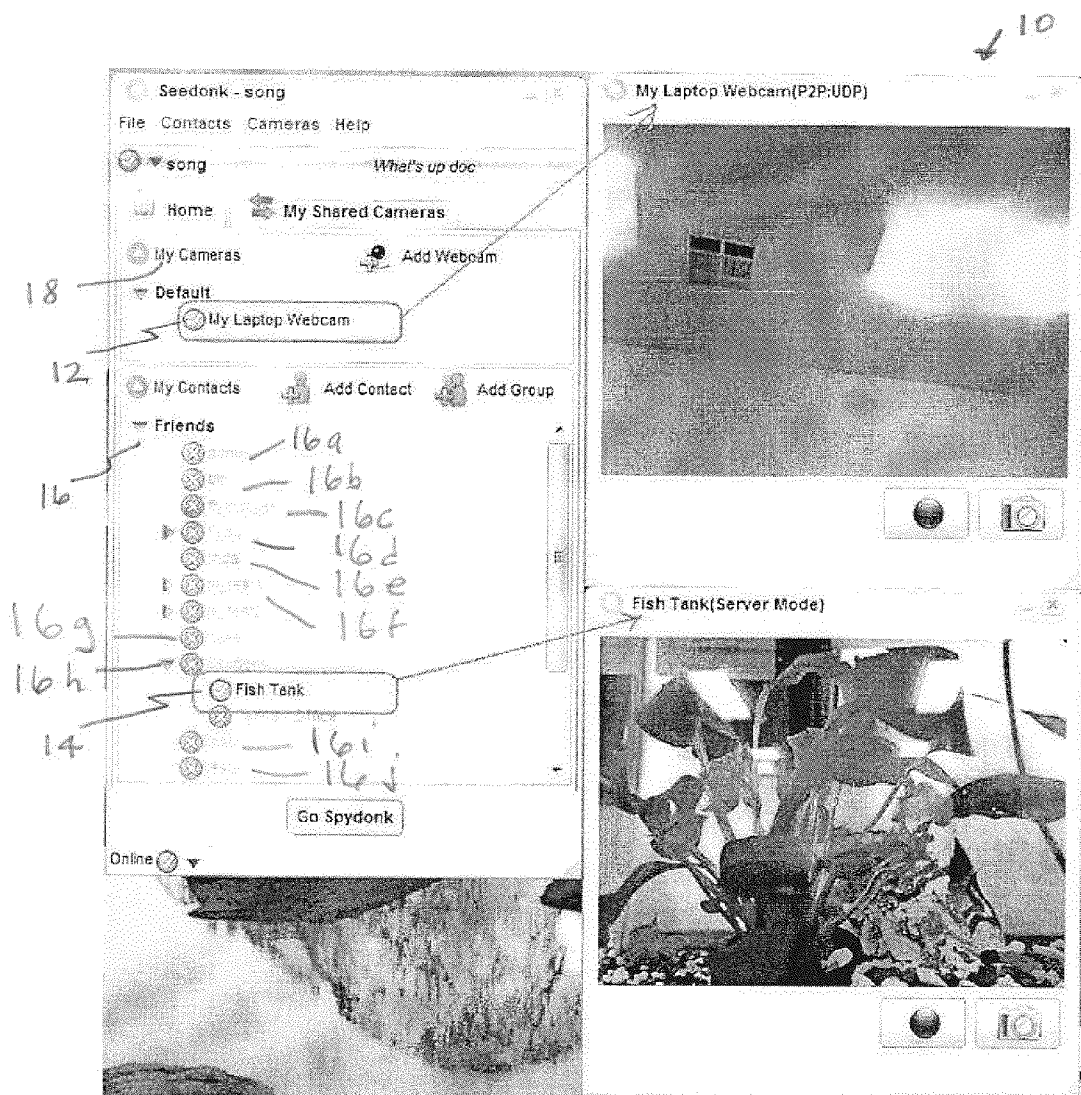 10
Seedonk - song
File Contacts Cameras Help
song What's up doc
Home My Shared Cameras
My Cameras Add Webcam
18
Default
My Laptop Webcam
12
My Contacts Add Contact Add Group
Friends
16
16a
16b
16c
16d
16e
16f
16g
16h
Fish Tank
14
16i
16j
Go Spydonk
Online
My Laptop Webcam(P2P:UDP)
Fish Tank(Server Mode)